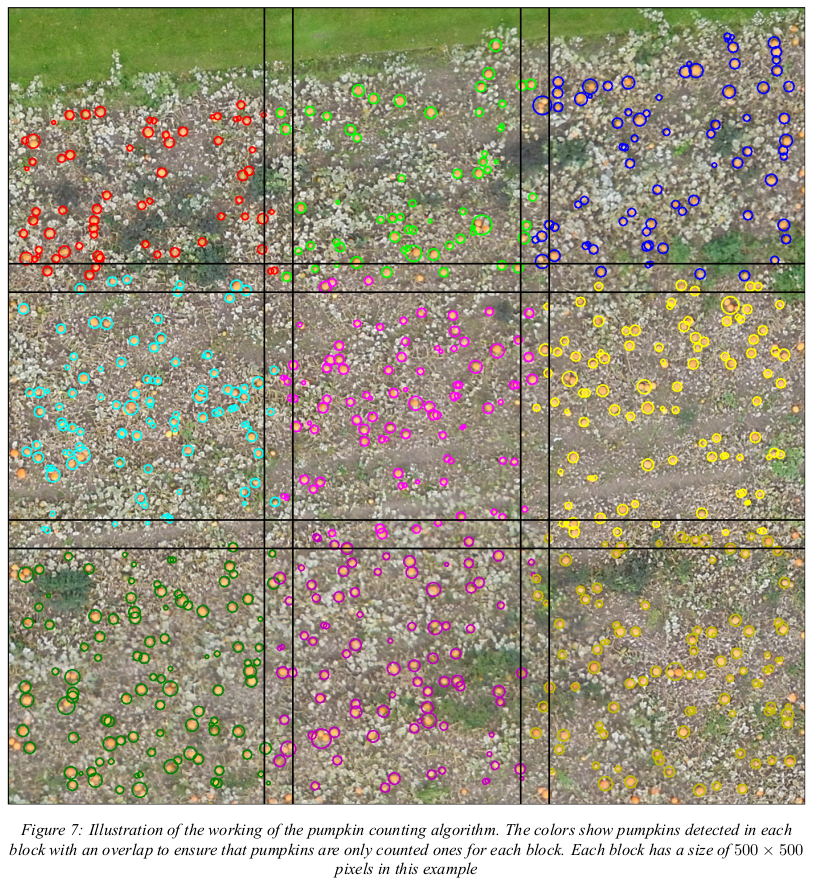 Figure 7: Illustration of the working of the pumpkin counting algorithm. The colors show pumpkins detected in each
block with an overlap to ensure that pumpkins are only counted ones for each block. Each block has a size of 500 × 500
pixels in this example